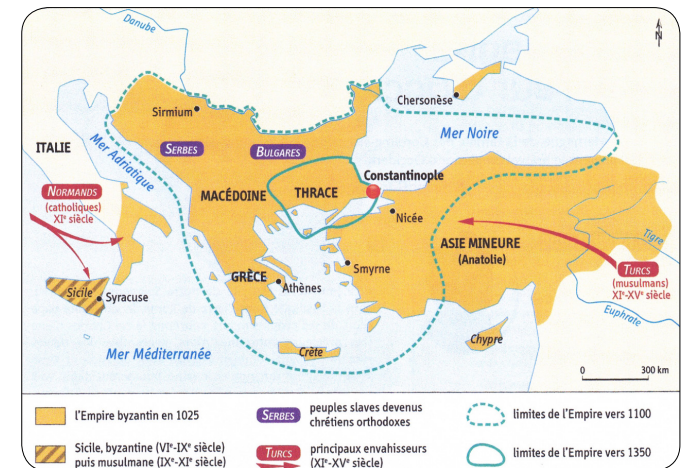 Danube
N
Chersonèse
Sirmium
Mer Noire
ITALIE
SERBES
BULGARES
Mer Adriatique
Constantinople
NORMANDS
(catholiques)
XIe siècle
MACÉDOINE
THRACE
Nicée
ASIE MINEURE
(Anatolie)
Tigre
TURCS
(musulmans)
XIe-XVe siècle
Smyrne
GRÈCE
Athènes
Sicile
Syracuse
Euphrate
Mer Méditerranée
Crète
Chypre
0 300 km
l'Empire byzantin en 1025
SERBES
peuples slaves devenus
chrétiens orthodoxes
limites de l'Empire vers 1100
Sicile, byzantine (VIe-IXe siècle)
puis musulmane (IXe-XIe siècle)
TURCS
principaux envahisseurs
(XIe-XVe siècle)
limites de l'Empire vers 1350